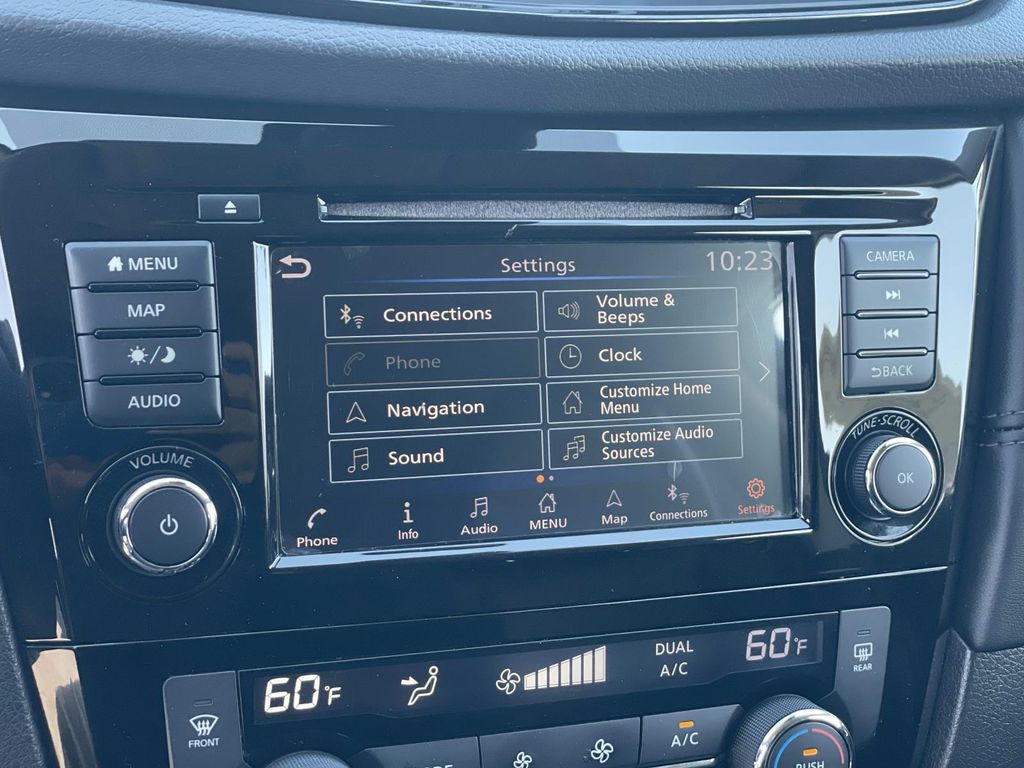 MENU
MAP
AUDIO
VOLUME
Settings
10:23
Connections
Volume &
Beeps
Phone
Clock
Navigation
Customize Home
Menu
Sound
Customize Audio
Sources
Phone
Info
Audio
MENU
Map
Connections
Settings
CAMERA
BACK
TUNE·SCROLL
OK
FRONT
60°F
DUAL
A/C
60°F
REAR
A/C
PUSH